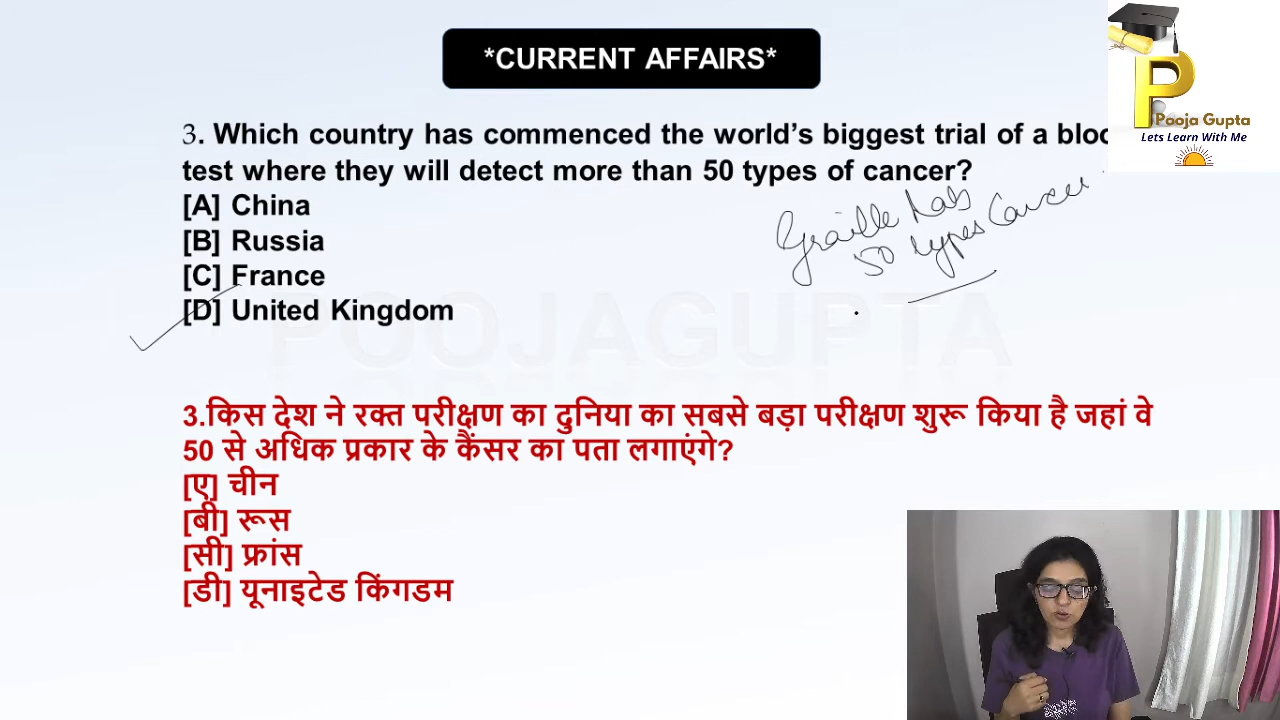 *CURRENT AFFAIRS*
Pooja Gupta
Lets Learn With Me
3. Which country has commenced the world's biggest trial of a bloo
test where they will detect more than 50 types of cancer?
[A] China
[B] Russia
[C] France
[D] United Kingdom
Graille Lab
50 types Cancer
POOJAGUPTA
3.किस देश ने रक्त परीक्षण का दुनिया का सबसे बड़ा परीक्षण शुरू किया है जहां वे
50 से अधिक प्रकार के कैंसर का पता लगाएंगे?
[ए] चीन
[बी] रूस
[सी] फ्रांस
[डी] यूनाइटेड किंगडम